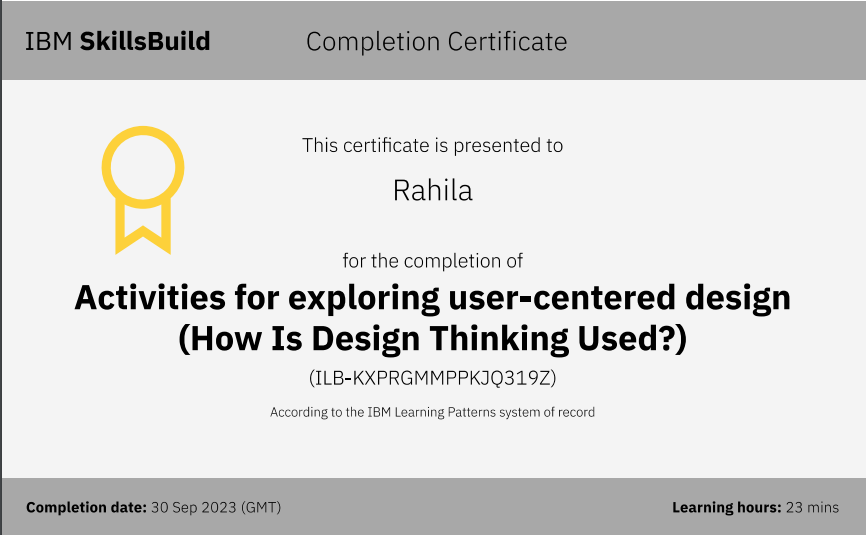 IBM SkillsBuild
Completion Certificate
This certificate is presented to
Rahila
for the completion of
Activities for exploring user-centered design
(How Is Design Thinking Used?)
(ILB-KXPRGMMPPKJQ319Z)
According to the IBM Learning Patterns system of record
Completion date: 30 Sep 2023 (GMT)
Learning hours: 23 mins